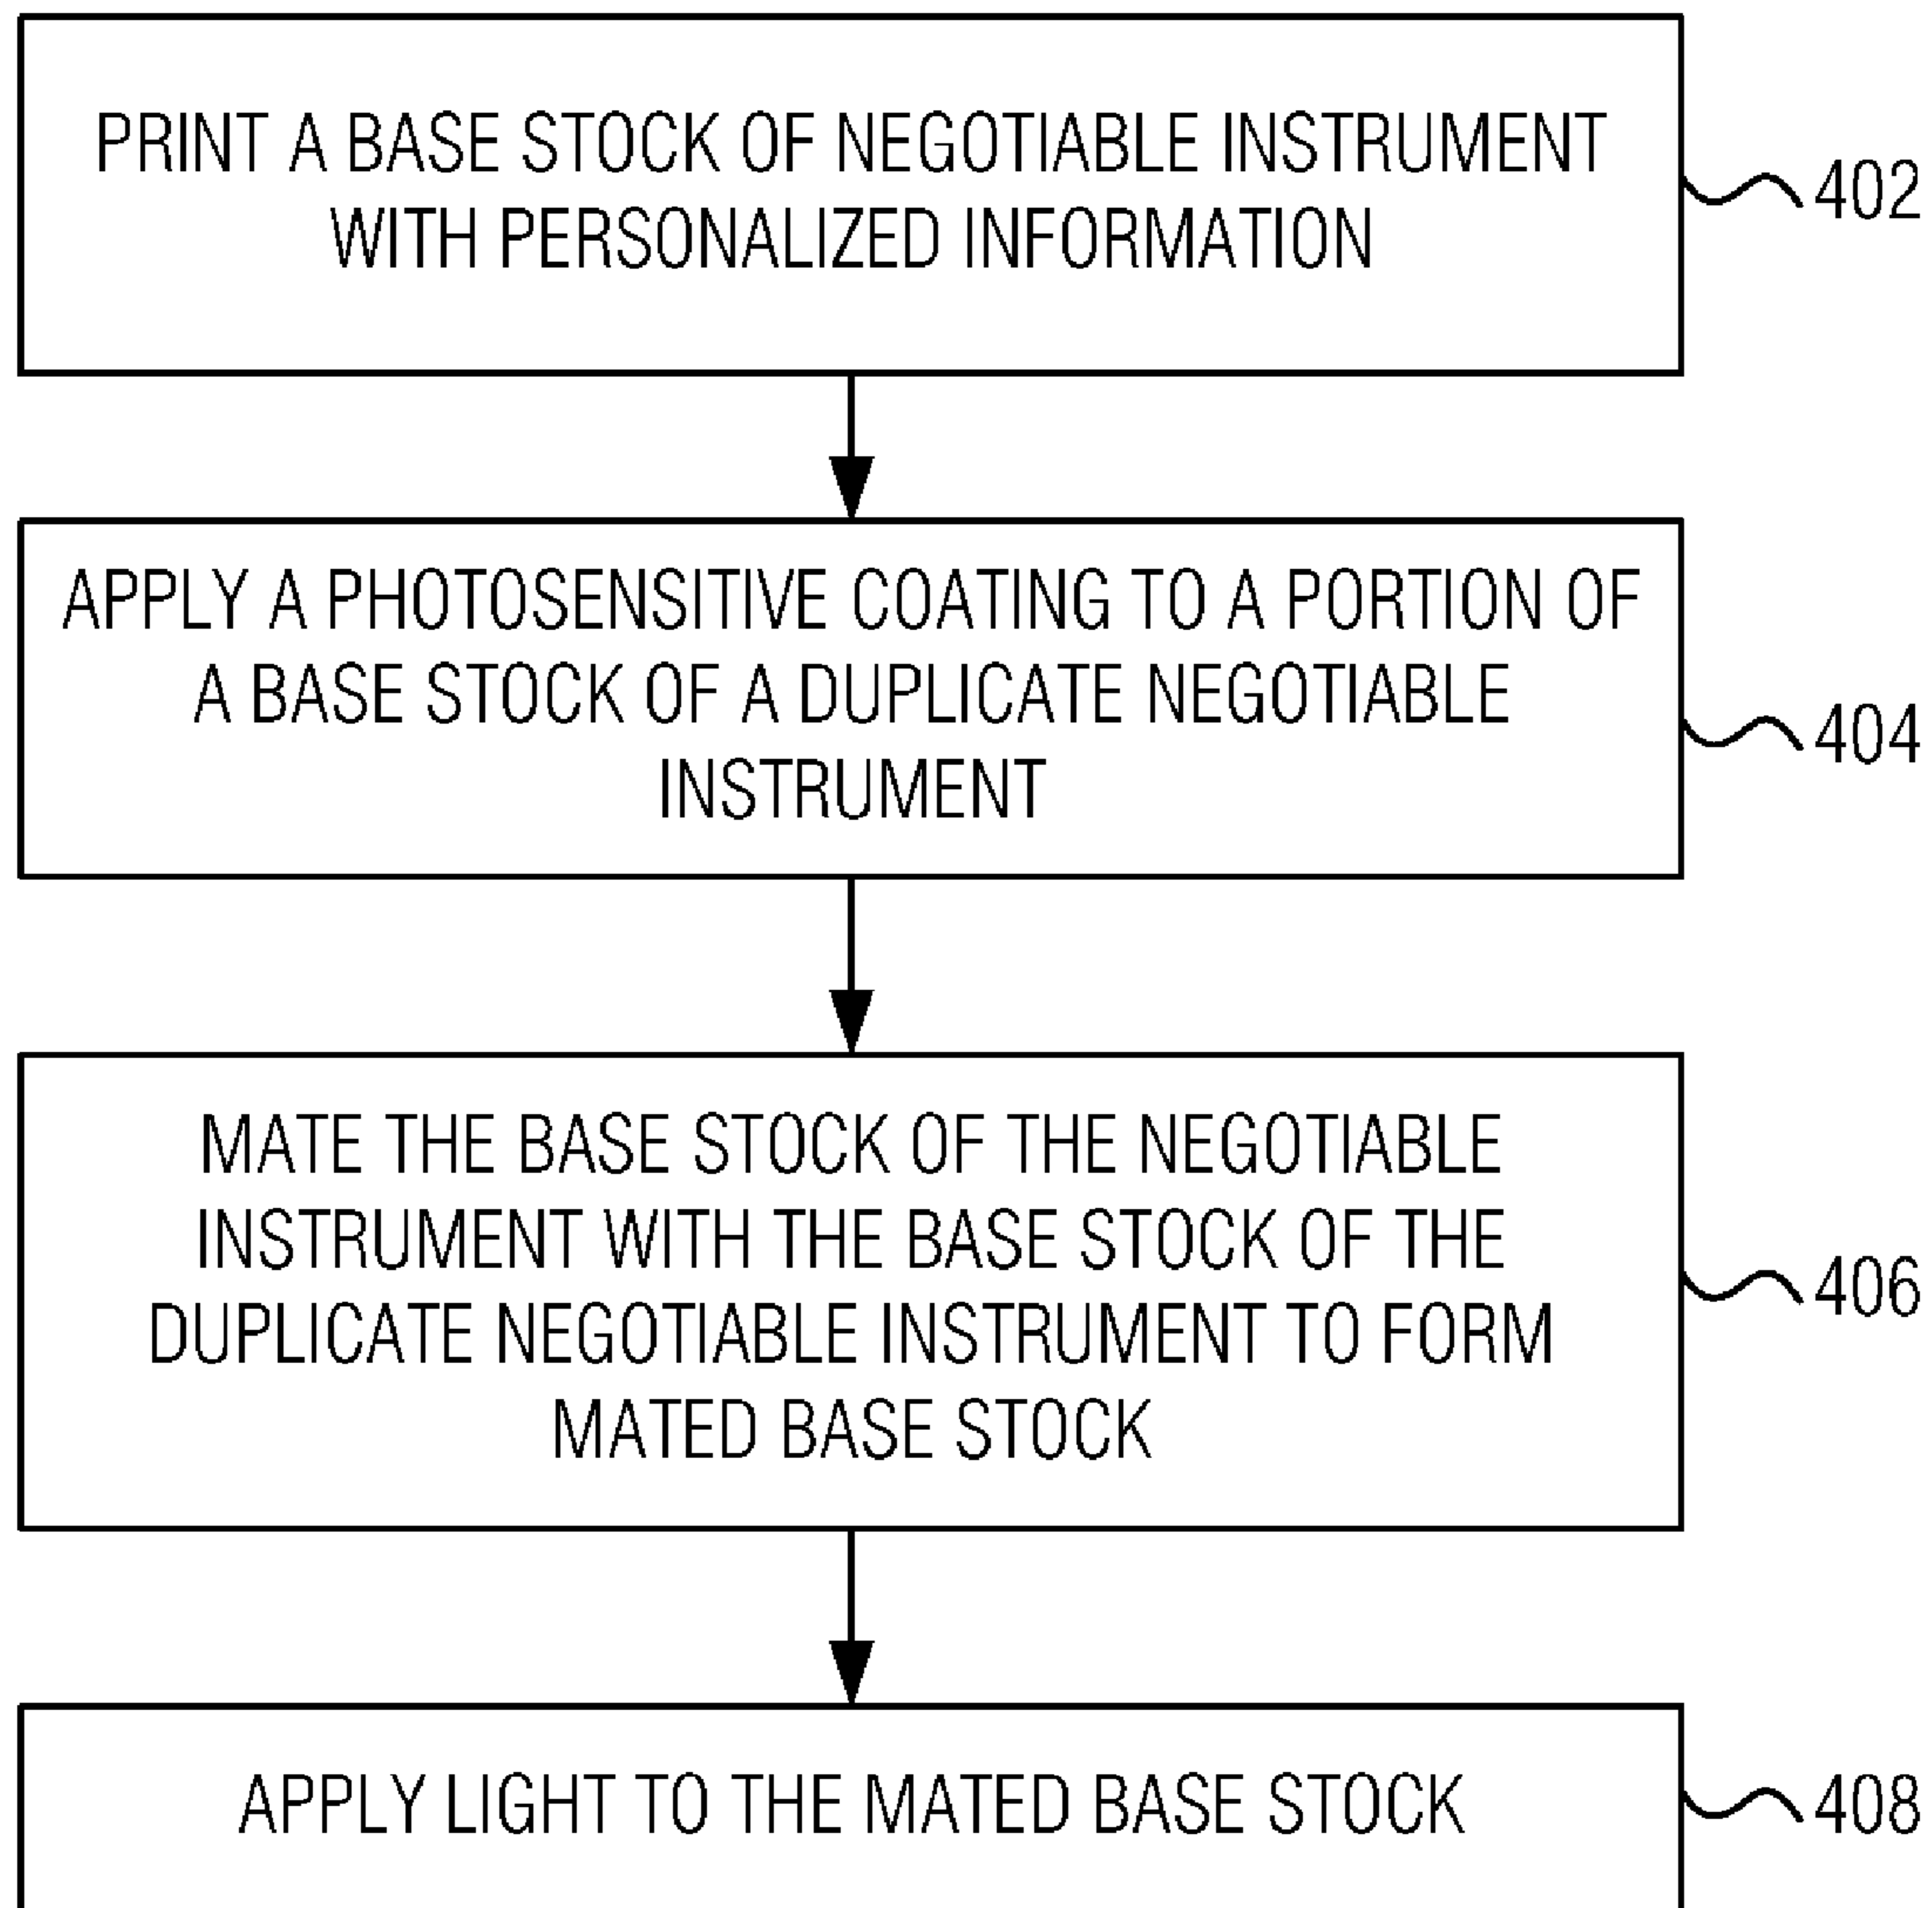 PRINT A BASE STOCK OF NEGOTIABLE INSTRUMENT
WITH PERSONALIZED INFORMATION
402
APPLY A PHOTOSENSITIVE COATING TO A PORTION OF
A BASE STOCK OF A DUPLICATE NEGOTIABLE
INSTRUMENT
404
MATE THE BASE STOCK OF THE NEGOTIABLE
INSTRUMENT WITH THE BASE STOCK OF THE
DUPLICATE NEGOTIABLE INSTRUMENT TO FORM
MATED BASE STOCK
406
APPLY LIGHT TO THE MATED BASE STOCK
408